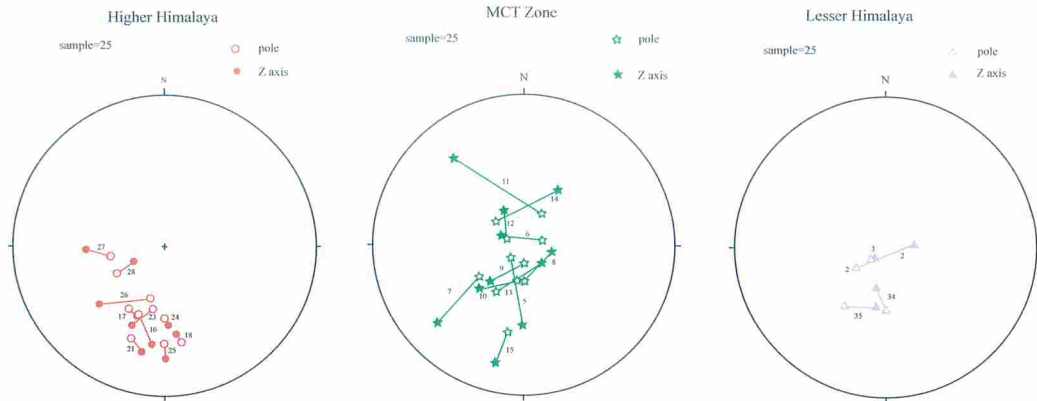 Higher Himalaya
sample=25
pole
Z axis
N
27
28
26
17
23
24
16
18
21
25
MCT Zone
sample=25
pole
Z axis
N
11
14
12
6
9
8
7
10
13
5
15
Lesser Himalaya
sample=25
pole
Z axis
N
3
2
2
34
35